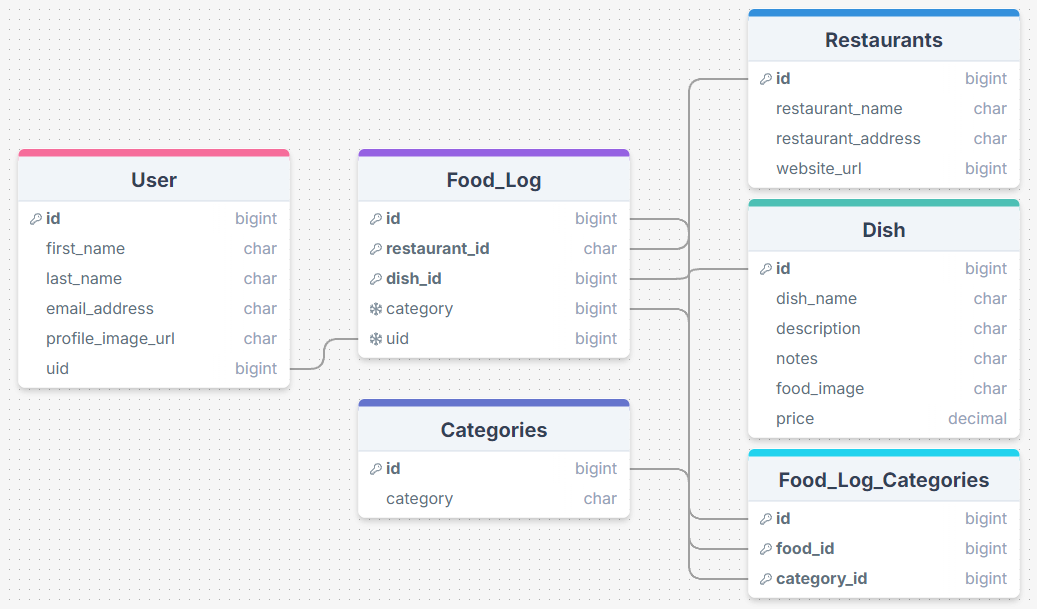 User
id bigint
first_name char
last_name char
email_address char
profile_image_url char
uid bigint
Food_Log
id bigint
restaurant_id char
dish_id bigint
category bigint
uid bigint
Categories
id bigint
category char
Restaurants
id bigint
restaurant_name char
restaurant_address char
website_url bigint
Dish
id bigint
dish_name char
description char
notes char
food_image char
price decimal
Food_Log_Categories
id bigint
food_id bigint
category_id bigint